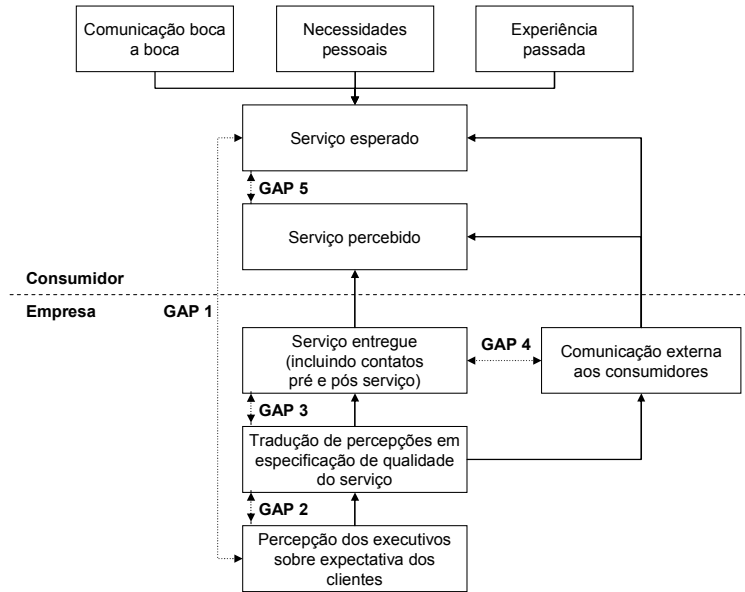 Comunicação boca
a boca
Necessidades
pessoais
Experiência
passada
Serviço esperado
GAP 5
Serviço percebido
Consumidor
Empresa
GAP 1
Serviço entregue
(incluindo contatos
pré e pós serviço)
GAP 4
Comunicação externa
aos consumidores
GAP 3
Tradução de percepções em
especificação de qualidade
do serviço
GAP 2
Percepção dos executivos
sobre expectativa dos
clientes